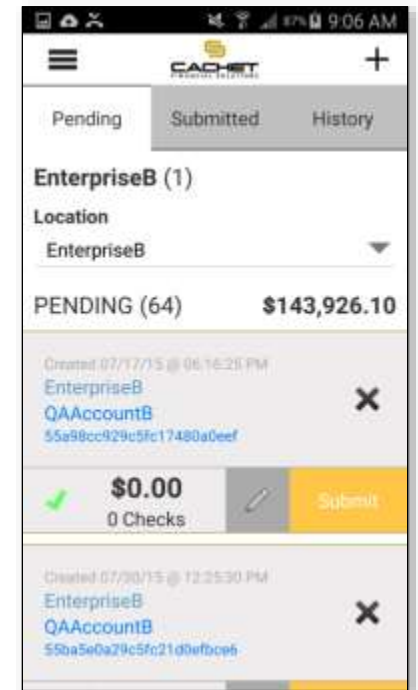 87% 9:06 AM
CACHET
FINANCIAL SOLUTIONS
+
Pending Submitted History
EnterpriseB (1)
Location
EnterpriseB
PENDING (64) $143,926.10
Created 07/17/15 @ 06:16:25 PM
EnterpriseB
QAAccountB
55a98cc929c5fc17480a0eef
$0.00
0 Checks
Submit
Created 07/30/15 @ 12:25:30 PM
EnterpriseB
QAAccountB
55ba5e0a29c5fc21d0efbce6